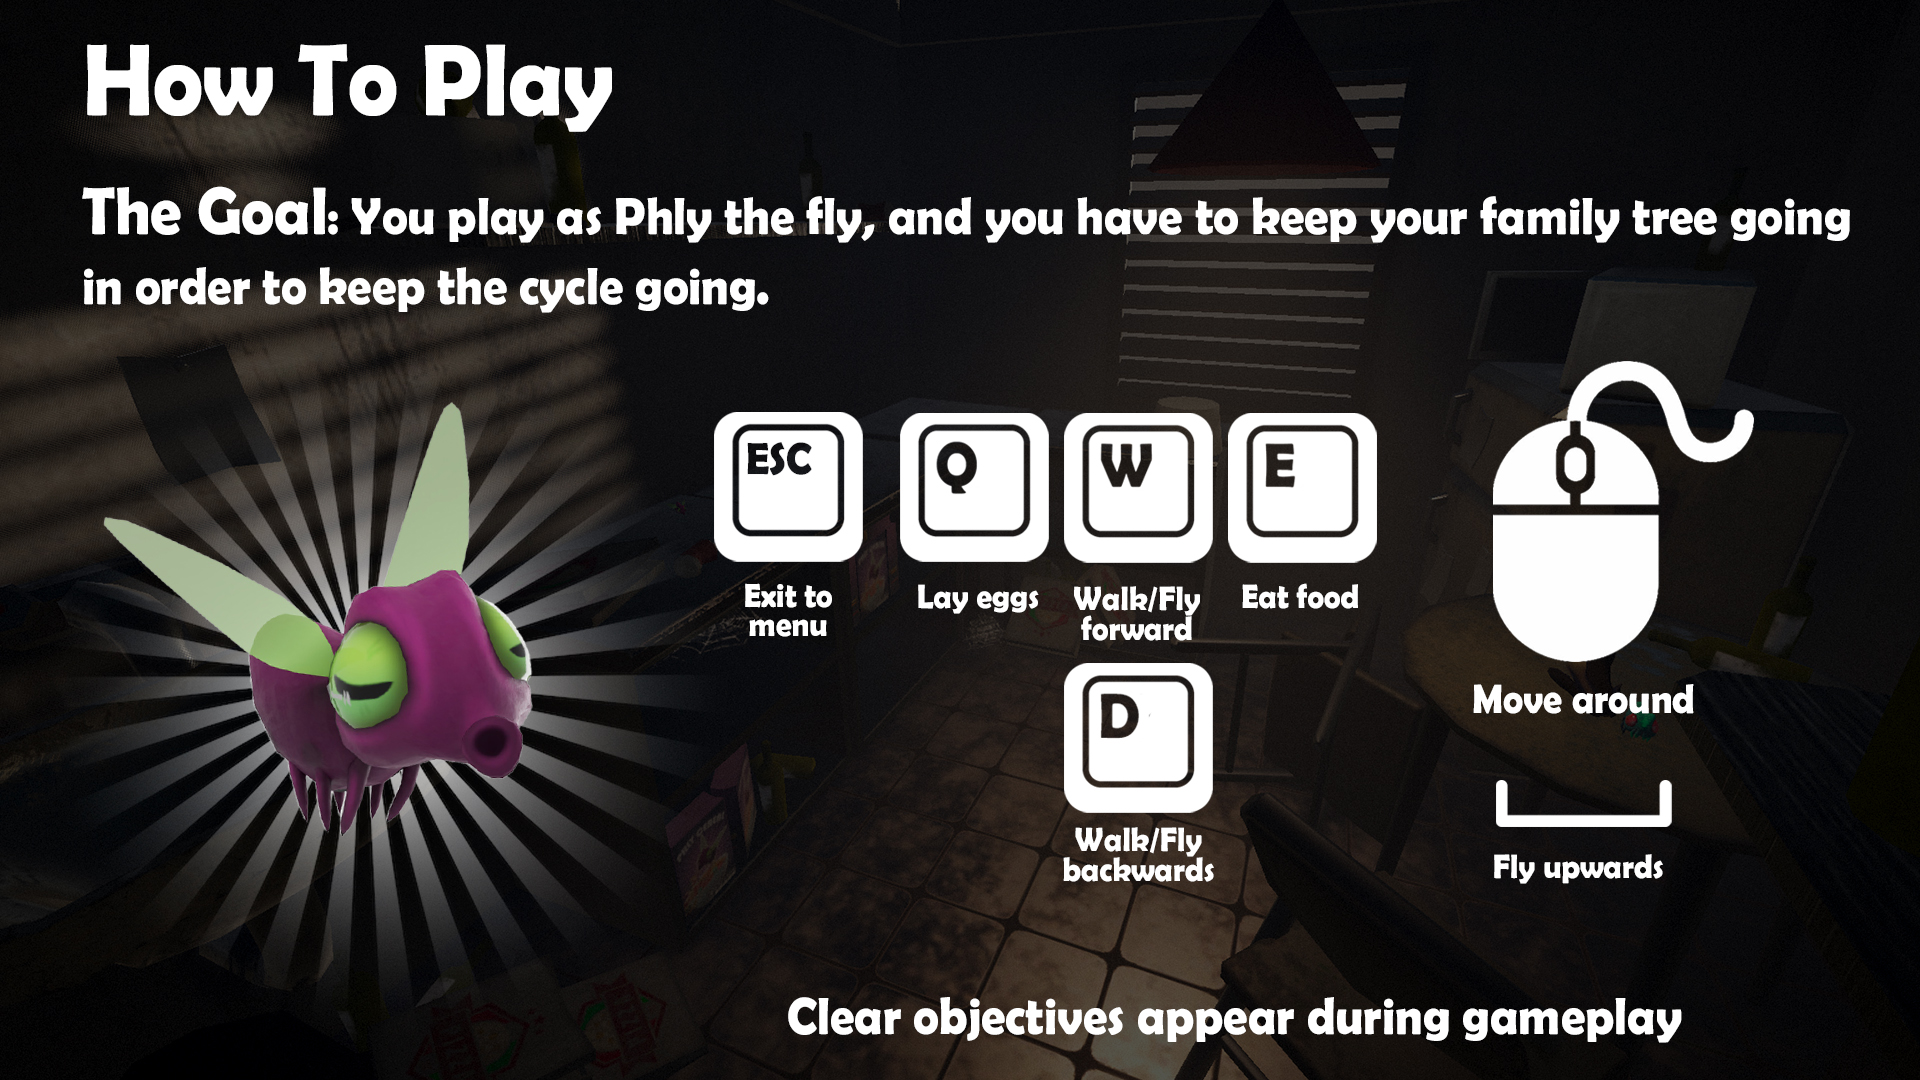 How To Play
The Goal: You play as Phly the fly, and you have to keep your family tree going
in order to keep the cycle going.
ESC
Q
W
E
Exit to
menu
Lay eggs
Walk/Fly
forward
Eat food
D
Walk/Fly
backwards
Move around
Fly upwards
Clear objectives appear during gameplay